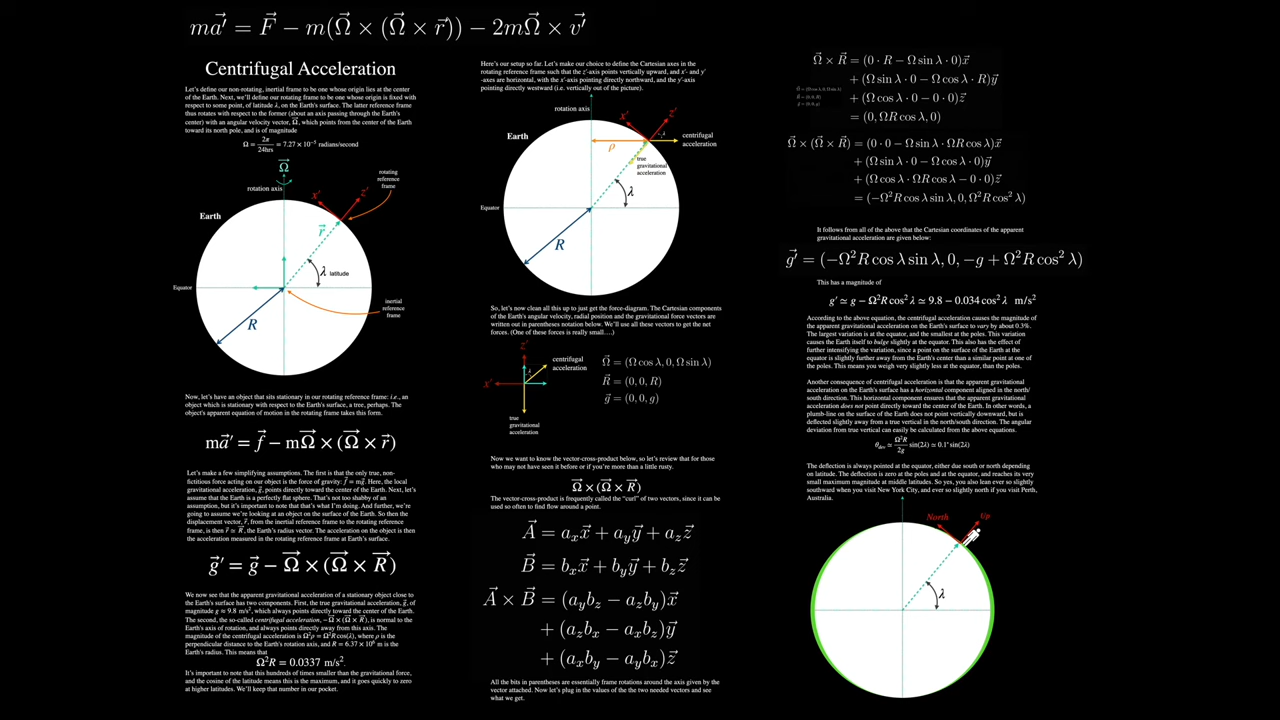 ma⃗′ = F⃗ − m(Ω⃗ × (Ω⃗ × r⃗)) − 2mΩ⃗ × v⃗′
Centrifugal Acceleration
Let's define our non-rotating, inertial frame to be one whose origin lies at the center
of the Earth. Next, we'll define our rotating frame to be one whose origin is fixed with
respect to some point, of latitude λ, on the Earth's surface. The latter reference frame
thus rotates with respect to the former (about an axis passing through the Earth's
center) with an angular velocity vector, Ω⃗, which points from the center of the Earth
toward its north pole, and is of magnitude
Ω = 2π/24hrs = 7.27 × 10⁻⁵ radians/second
Ω⃗
rotation axis
rotating
reference
frame
x′
z′
Earth
r⃗
λ latitude
Equator
R
inertial
reference
frame
Now, let's have an object that sits stationary in our rotating reference frame: i.e., an
object which is stationary with respect to Earth's surface, a tree, perhaps. The
object's apparent equation of motion in the rotating frame takes this form.
ma⃗′ = f⃗ − mΩ⃗ × (Ω⃗ × r⃗)
Let's make a few simplifying assumptions. The first is that the only true, non-
fictitious force acting on our object is the force of gravity: f⃗ = mg⃗. Here, the local
gravitational acceleration, g⃗, points directly toward the center of the Earth. Next, let's
assume that the Earth is a perfectly flat sphere. That's not too shabby of an
assumption, but it's important to note that that's what I'm doing. And further, we're
going to assume we're looking at an object on the surface of the Earth. So then the
displacement vector, r⃗, from the inertial reference frame to the rotating reference
frame, is then r⃗ ≃ R⃗, the Earth's radius vector. The acceleration on the object is then
the acceleration measured in the rotating reference frame at Earth's surface.
g⃗′ = g⃗ − Ω⃗ × (Ω⃗ × R⃗)
We now see that the apparent gravitational acceleration of a stationary object close to
the Earth's surface has two components. First, the true gravitational acceleration, g⃗, of
magnitude g ≈ 9.8 m/s², which always points directly toward the center of the Earth.
The second, the so-called centrifugal acceleration, −Ω⃗ × (Ω⃗ × R⃗), is normal to the
Earth's axis of rotation, and always points directly away from this axis. The
magnitude of the centrifugal acceleration is Ω²ρ = Ω²R cos(λ), where ρ is the
perpendicular distance to the Earth's rotation axis, and R = 6.37 × 10⁶ m is the
Earth's radius. This means that
Ω²R = 0.0337 m/s².
It's important to note that this hundreds of times smaller than the gravitational force,
and the cosine of the latitude means this is the maximum, and it goes quickly to zero
at higher latitudes. We'll keep that number in our pocket.
Here's our setup so far. Let's make our choice to define the Cartesian axes in the
rotating reference frame such that the z′-axis points vertically upward, and x′- and y′
-axes are horizontal, with the x′-axis pointing directly northward, and the y′-axis
pointing directly westward (i.e. vertically out of the picture).
rotation axis
x′
z′
Earth
λ
centrifugal
acceleration
ρ
true
gravitational
acceleration
λ
Equator
R
So, let's now clean all this up to just get the force-diagram. The Cartesian components
of the Earth's angular velocity, radial position and the gravitational force vectors are
written out in parentheses notation below. We'll use all these vectors to get the net
forces. (One of these forces is really small....)
z′
centrifugal
acceleration
λ
x′
true
gravitational
acceleration
Ω⃗ = (Ω cos λ, 0, Ω sin λ)
R⃗ = (0, 0, R)
g⃗ = (0, 0, g)
Now we want to know the vector-cross-product below, so let's review that for those
who may not have seen it before or if you're more than a little rusty.
Ω⃗ × (Ω⃗ × R⃗)
The vector-cross-product is frequently called the "curl" of two vectors, since it can be
used so often to find flow around a point.
A⃗ = aₓx⃗ + a_y y⃗ + a_z z⃗
B⃗ = bₓx⃗ + b_y y⃗ + b_z z⃗
A⃗ × B⃗ = (a_y b_z − a_z b_y)x⃗
+ (a_z bₓ − aₓb_z)y⃗
+ (aₓb_y − a_y bₓ)z⃗
All the bits in parentheses are essentially frame rotations around the axis given by the
vector attached. Now let's plug in the values of the the two needed vectors and see
what we get.
Ω⃗ = (Ω cos λ, 0, Ω sin λ)
R⃗ = (0, 0, R)
g⃗ = (0, 0, g)
Ω⃗ × R⃗ = (0 · R − Ω sin λ · 0)x⃗
+ (Ω sin λ · 0 − Ω cos λ · R)y⃗
+ (Ω cos λ · 0 − 0 · 0)z⃗
= (0, ΩR cos λ, 0)
Ω⃗ × (Ω⃗ × R⃗) = (0 · 0 − Ω sin λ · ΩR cos λ)x⃗
+ (Ω sin λ · 0 − Ω cos λ · 0)y⃗
+ (Ω cos λ · ΩR cos λ − 0 · 0)z⃗
= (−Ω²R cos λ sin λ, 0, Ω²R cos² λ)
It follows from all of the above that the Cartesian coordinates of the apparent
gravitational acceleration are given below:
g⃗′ = (−Ω²R cos λ sin λ, 0, −g + Ω²R cos² λ)
This has a magnitude of
g′ ≃ g − Ω²R cos² λ ≃ 9.8 − 0.034 cos² λ m/s²
According to the above equation, the centrifugal acceleration causes the magnitude of
the apparent gravitational acceleration on the Earth's surface to vary by about 0.3%.
The largest variation is at the equator, and the smallest at the poles. This variation
causes the Earth itself to bulge slightly at the equator. This also has the effect of
further intensifying the variation, since a point on the surface of the Earth at the
equator is slightly further away from the Earth's center than a similar point at one of
the poles. This means you weigh very slightly less at the equator, than the poles.
Another consequence of centrifugal acceleration is that the apparent gravitational
acceleration on the Earth's surface has a horizontal component aligned in the north/
south direction. This horizontal component ensures that the apparent gravitational
acceleration does not point directly toward the center of the Earth. In other words, a
plumb-line on the surface of the Earth does not point vertically downward, but is
deflected slightly away from a true vertical in the north/south direction. The angular
deviation from true vertical can easily be calculated from the above equations.
θ_dev ≃ Ω²R/2g sin(2λ) ≃ 0.1° sin(2λ)
The deflection is always pointed at the equator, either due south or north depending
on latitude. The deflection is zero at the poles and at the equator, and reaches its very
small maximum magnitude at middle latitudes. So yes, you also lean ever so slightly
southward when you visit New York City, and ever so slightly north if you visit Perth,
Australia.
North
Up
λ